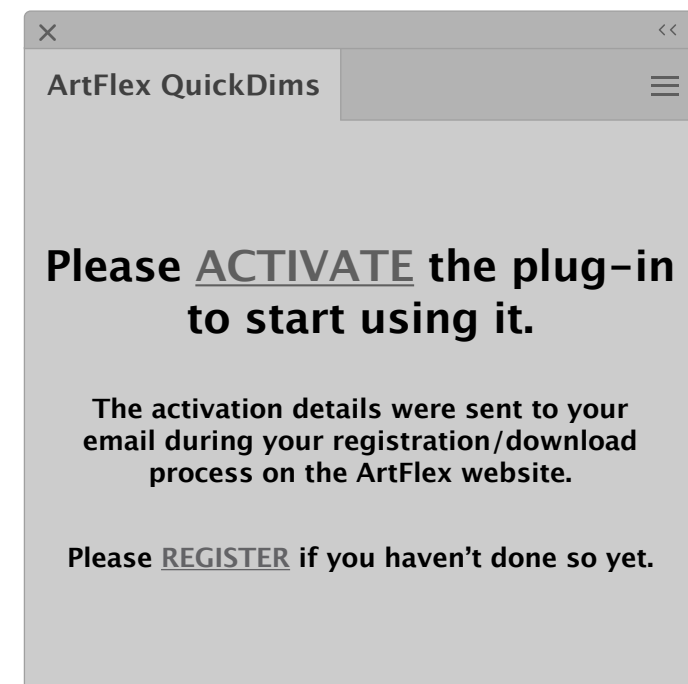 <<
ArtFlex QuickDims
Please ACTIVATE the plug-in
to start using it.
The activation details were sent to your
email during your registration/download
process on the ArtFlex website.
Please REGISTER if you haven’t done so yet.